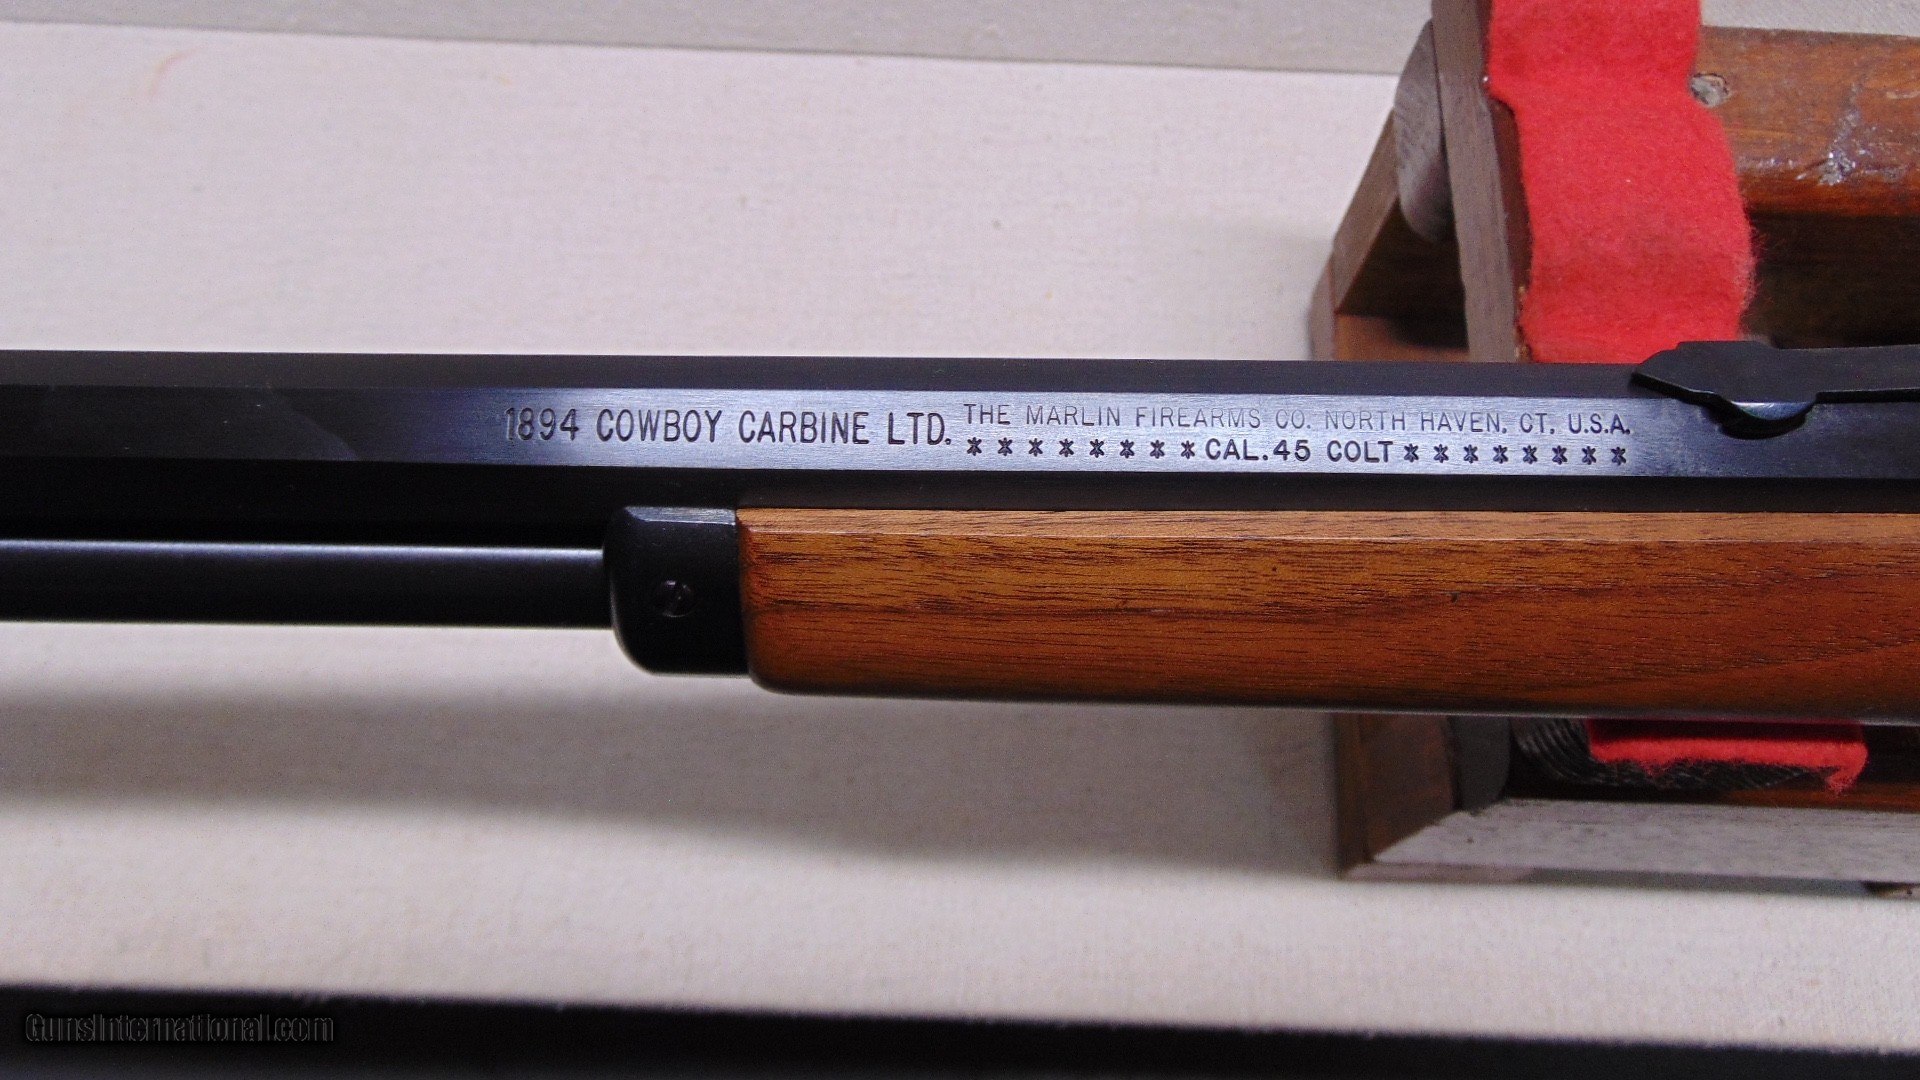 1894 COWBOY CARBINE LTD.
THE MARLIN FIREARMS CO. NORTH HAVEN, CT. U.S.A.
********CAL.45 COLT********
GunsInternational.com